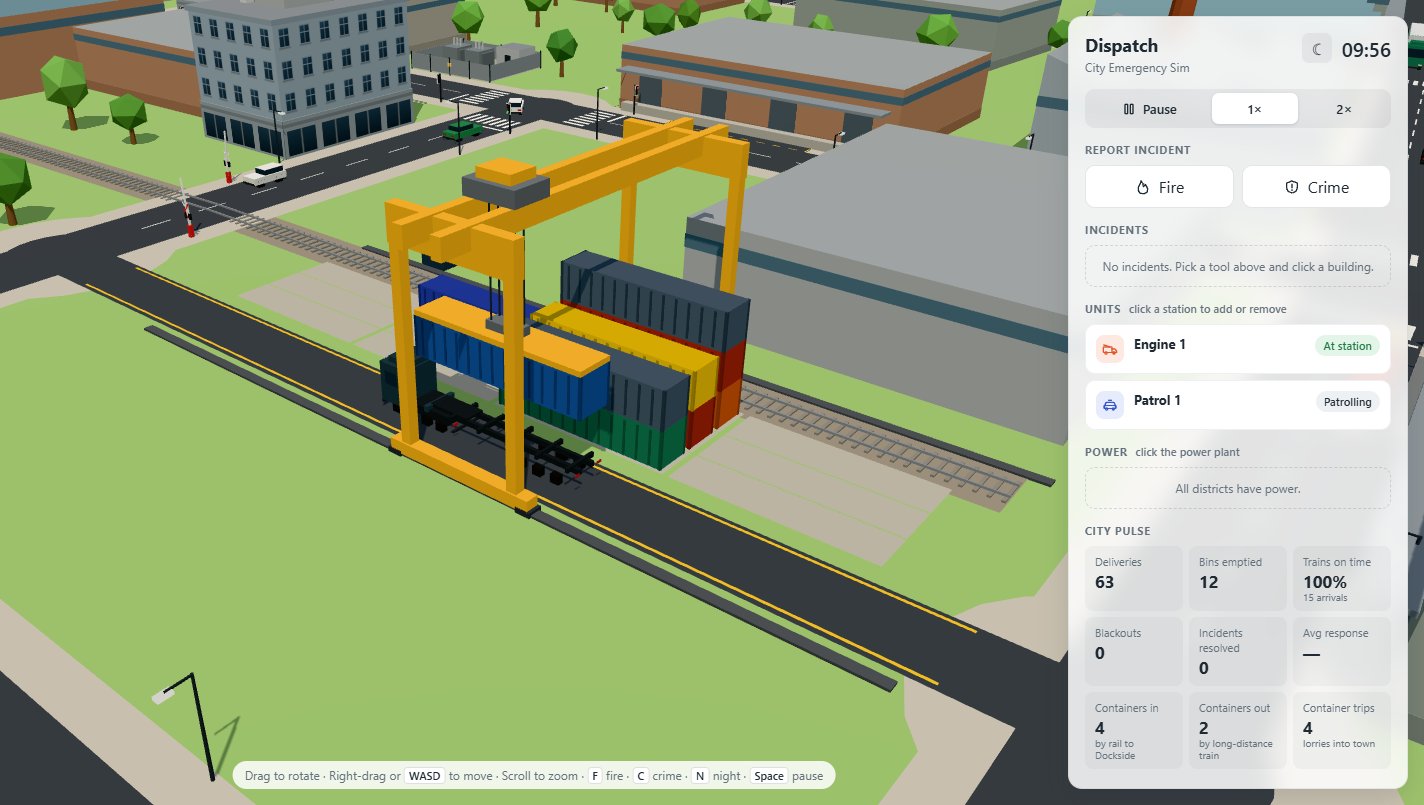 Dispatch
09:56
City Emergency Sim
Pause
1×
2×
REPORT INCIDENT
Fire
Crime
INCIDENTS
No incidents. Pick a tool above and click a building.
UNITS click a station to add or remove
Engine 1
At station
Patrol 1
Patrolling
POWER click the power plant
All districts have power.
CITY PULSE
Deliveries
63
Bins emptied
12
Trains on time
100%
15 arrivals
Blackouts
0
Incidents
resolved
0
Avg response
—
Containers in
4
by rail to
Dockside
Containers out
2
by long-distance
train
Container trips
4
lorries into town
Drag to rotate · Right-drag or WASD to move · Scroll to zoom · F fire · C crime · N night · Space pause